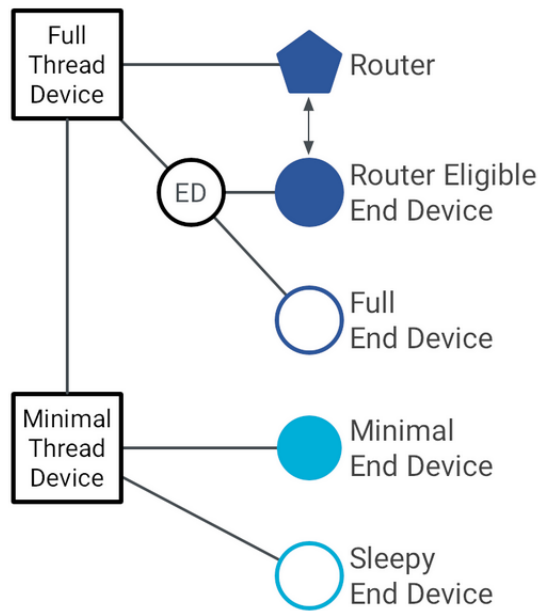 Full
Thread
Device
Router
ED
Router Eligible
End Device
Full
End Device
Minimal
Thread
Device
Minimal
End Device
Sleepy
End Device